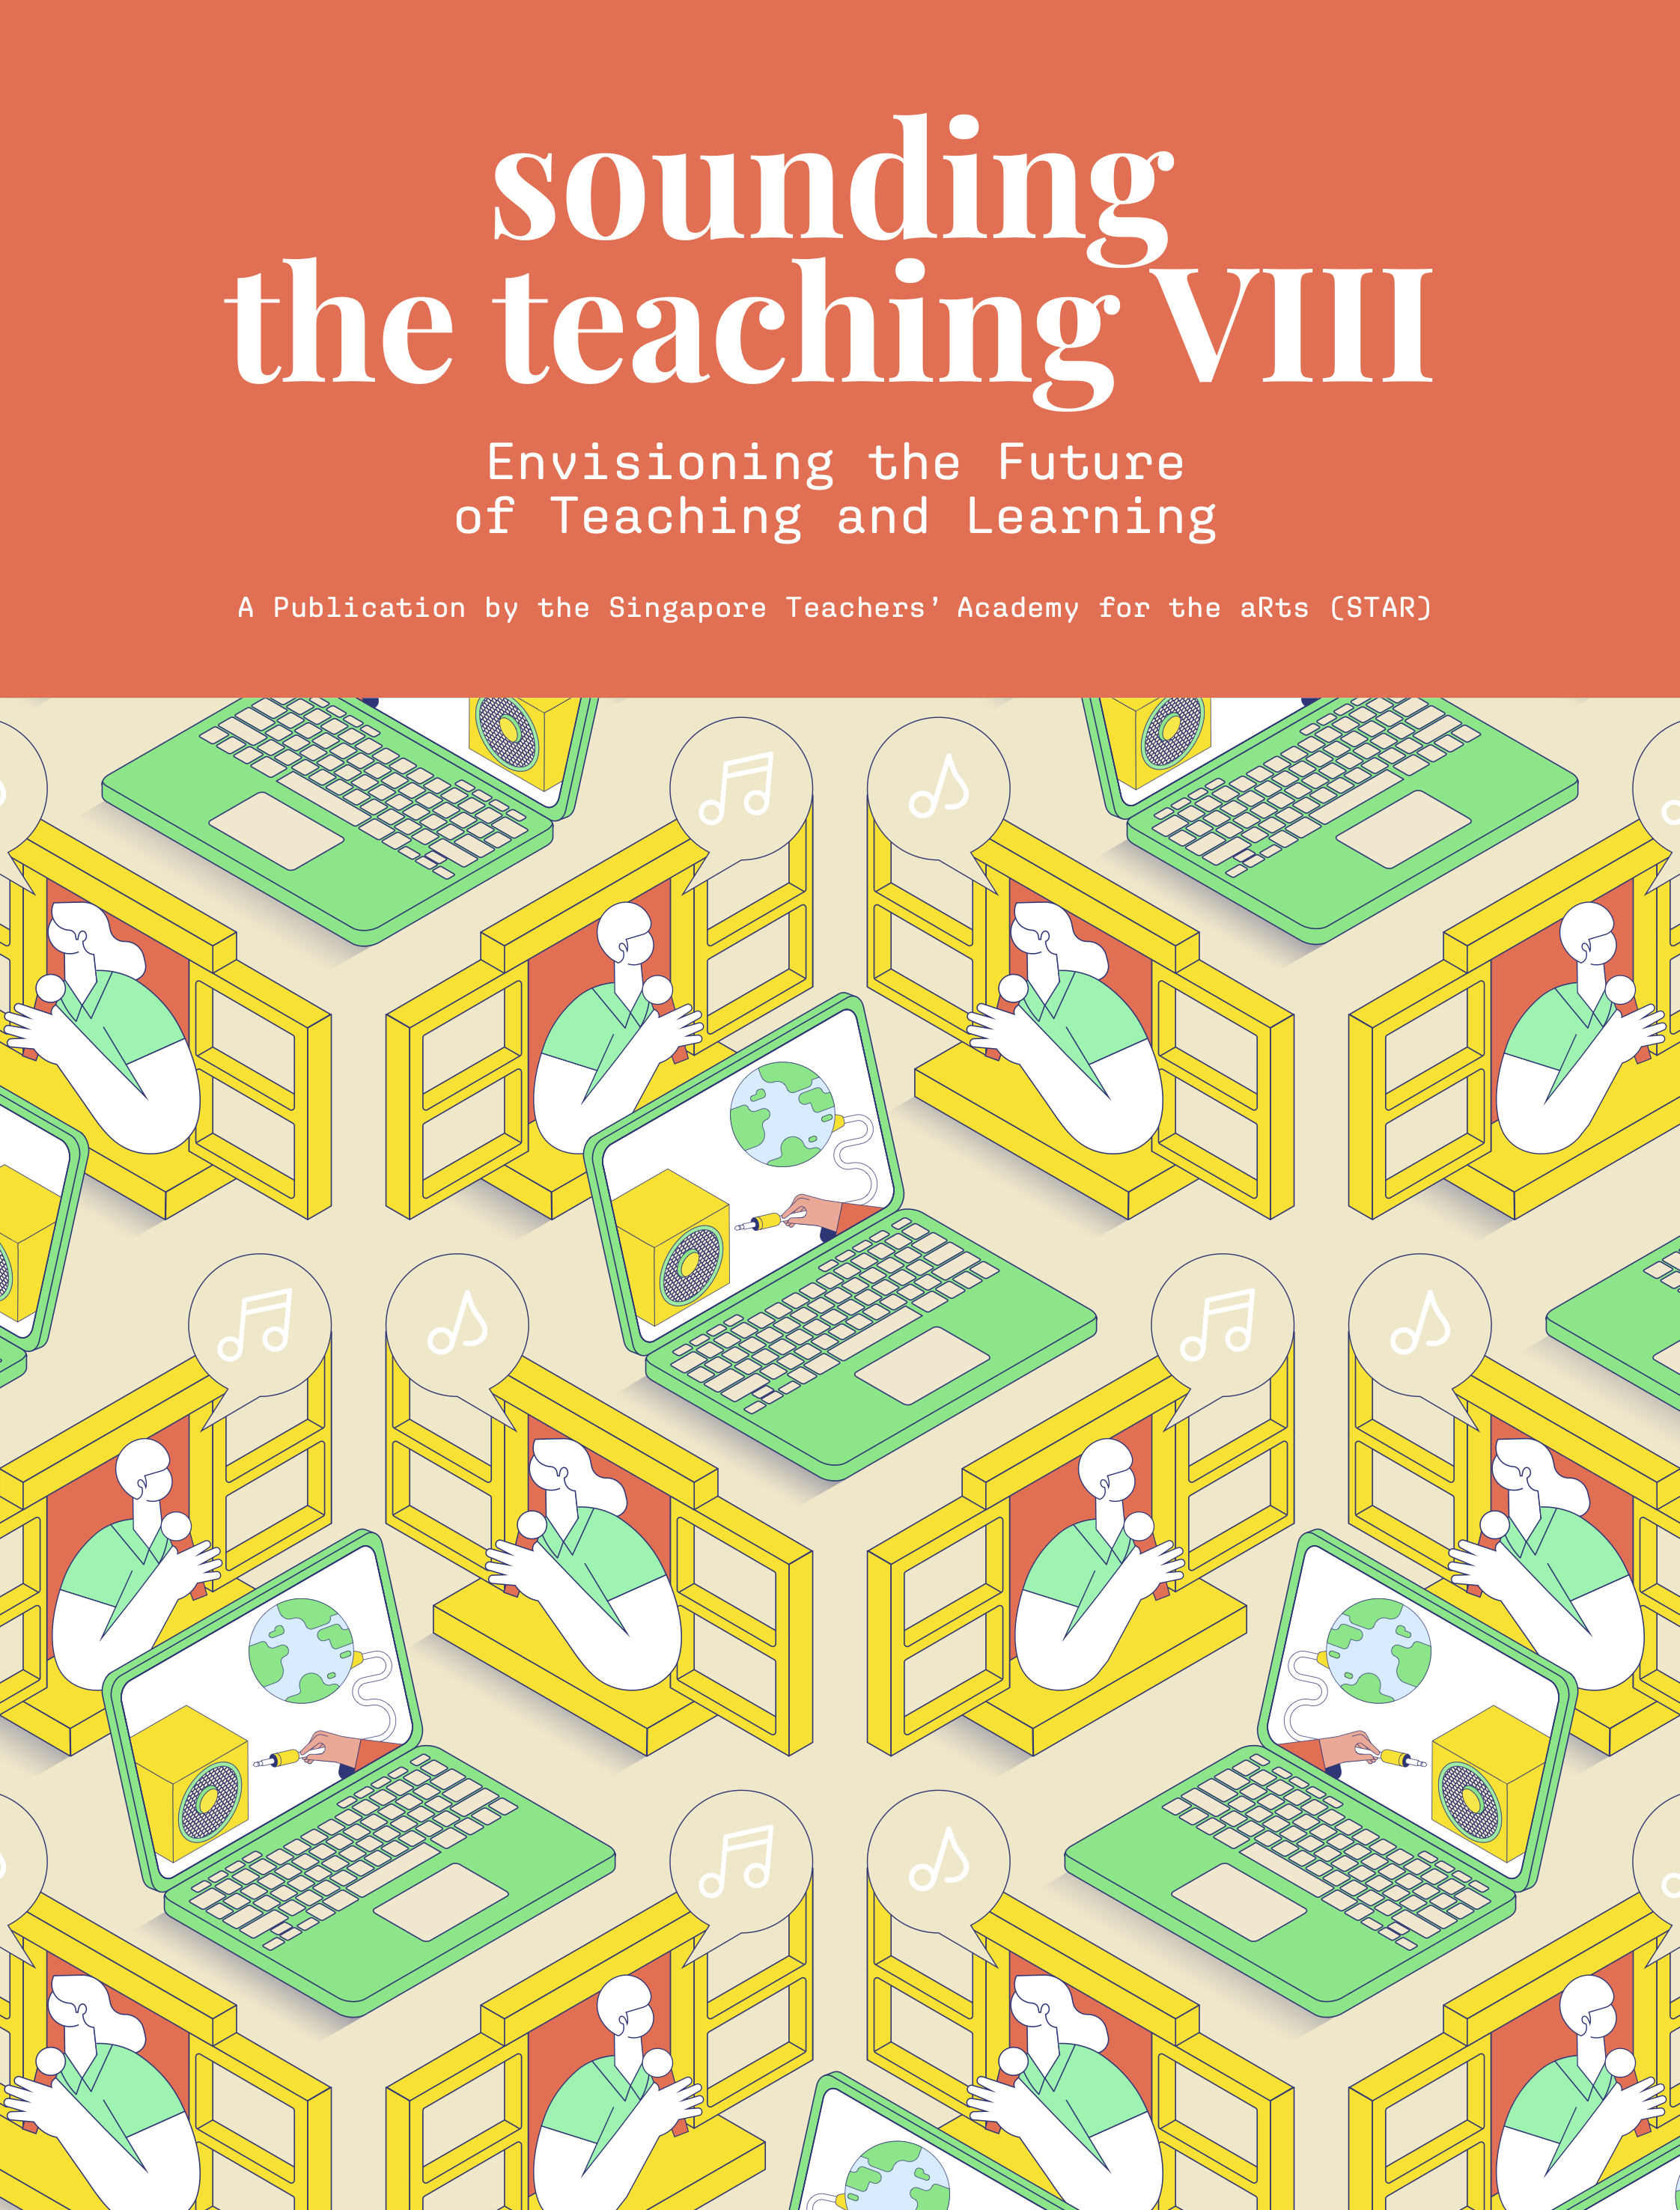 sounding
the teaching VIII
Envisioning the Future
of Teaching and Learning
A Publication by the Singapore Teachers’ Academy for the aRts (STAR)